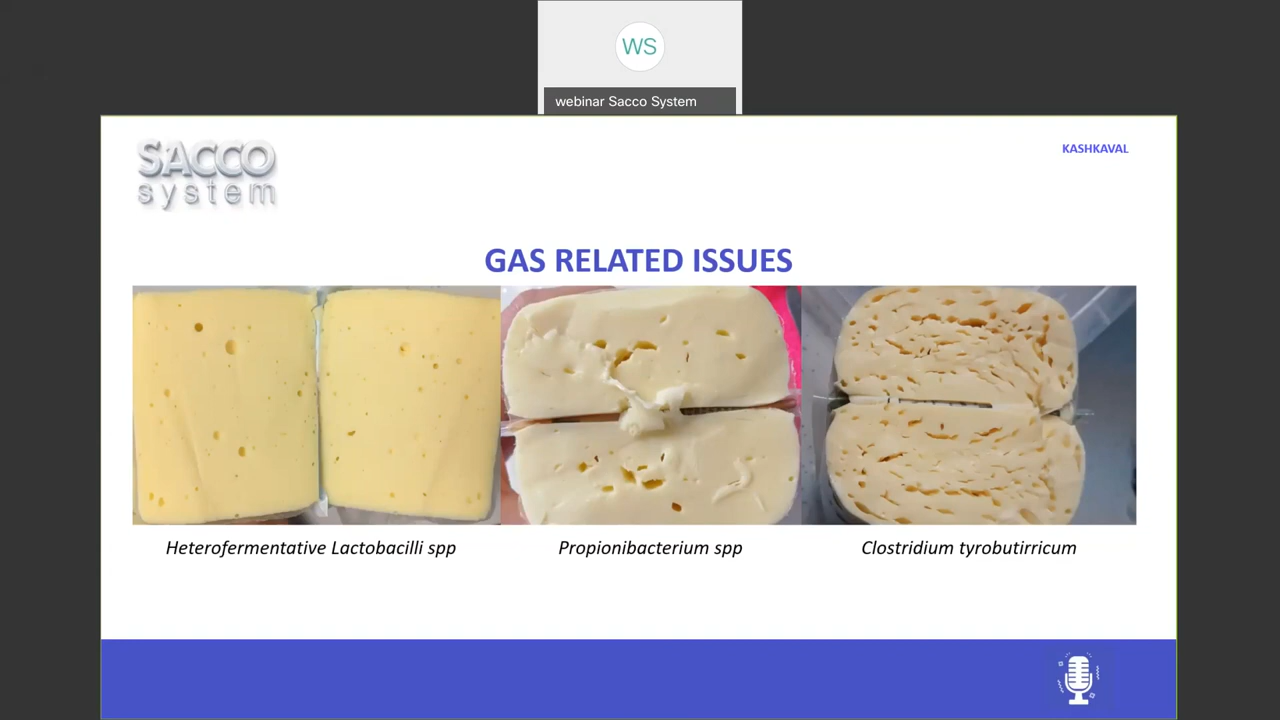 WS
webinar Sacco System
SACCO
system
KASHKAVAL
GAS RELATED ISSUES
Heterofermentative Lactobacilli spp
Propionibacterium spp
Clostridium tyrobutirricum